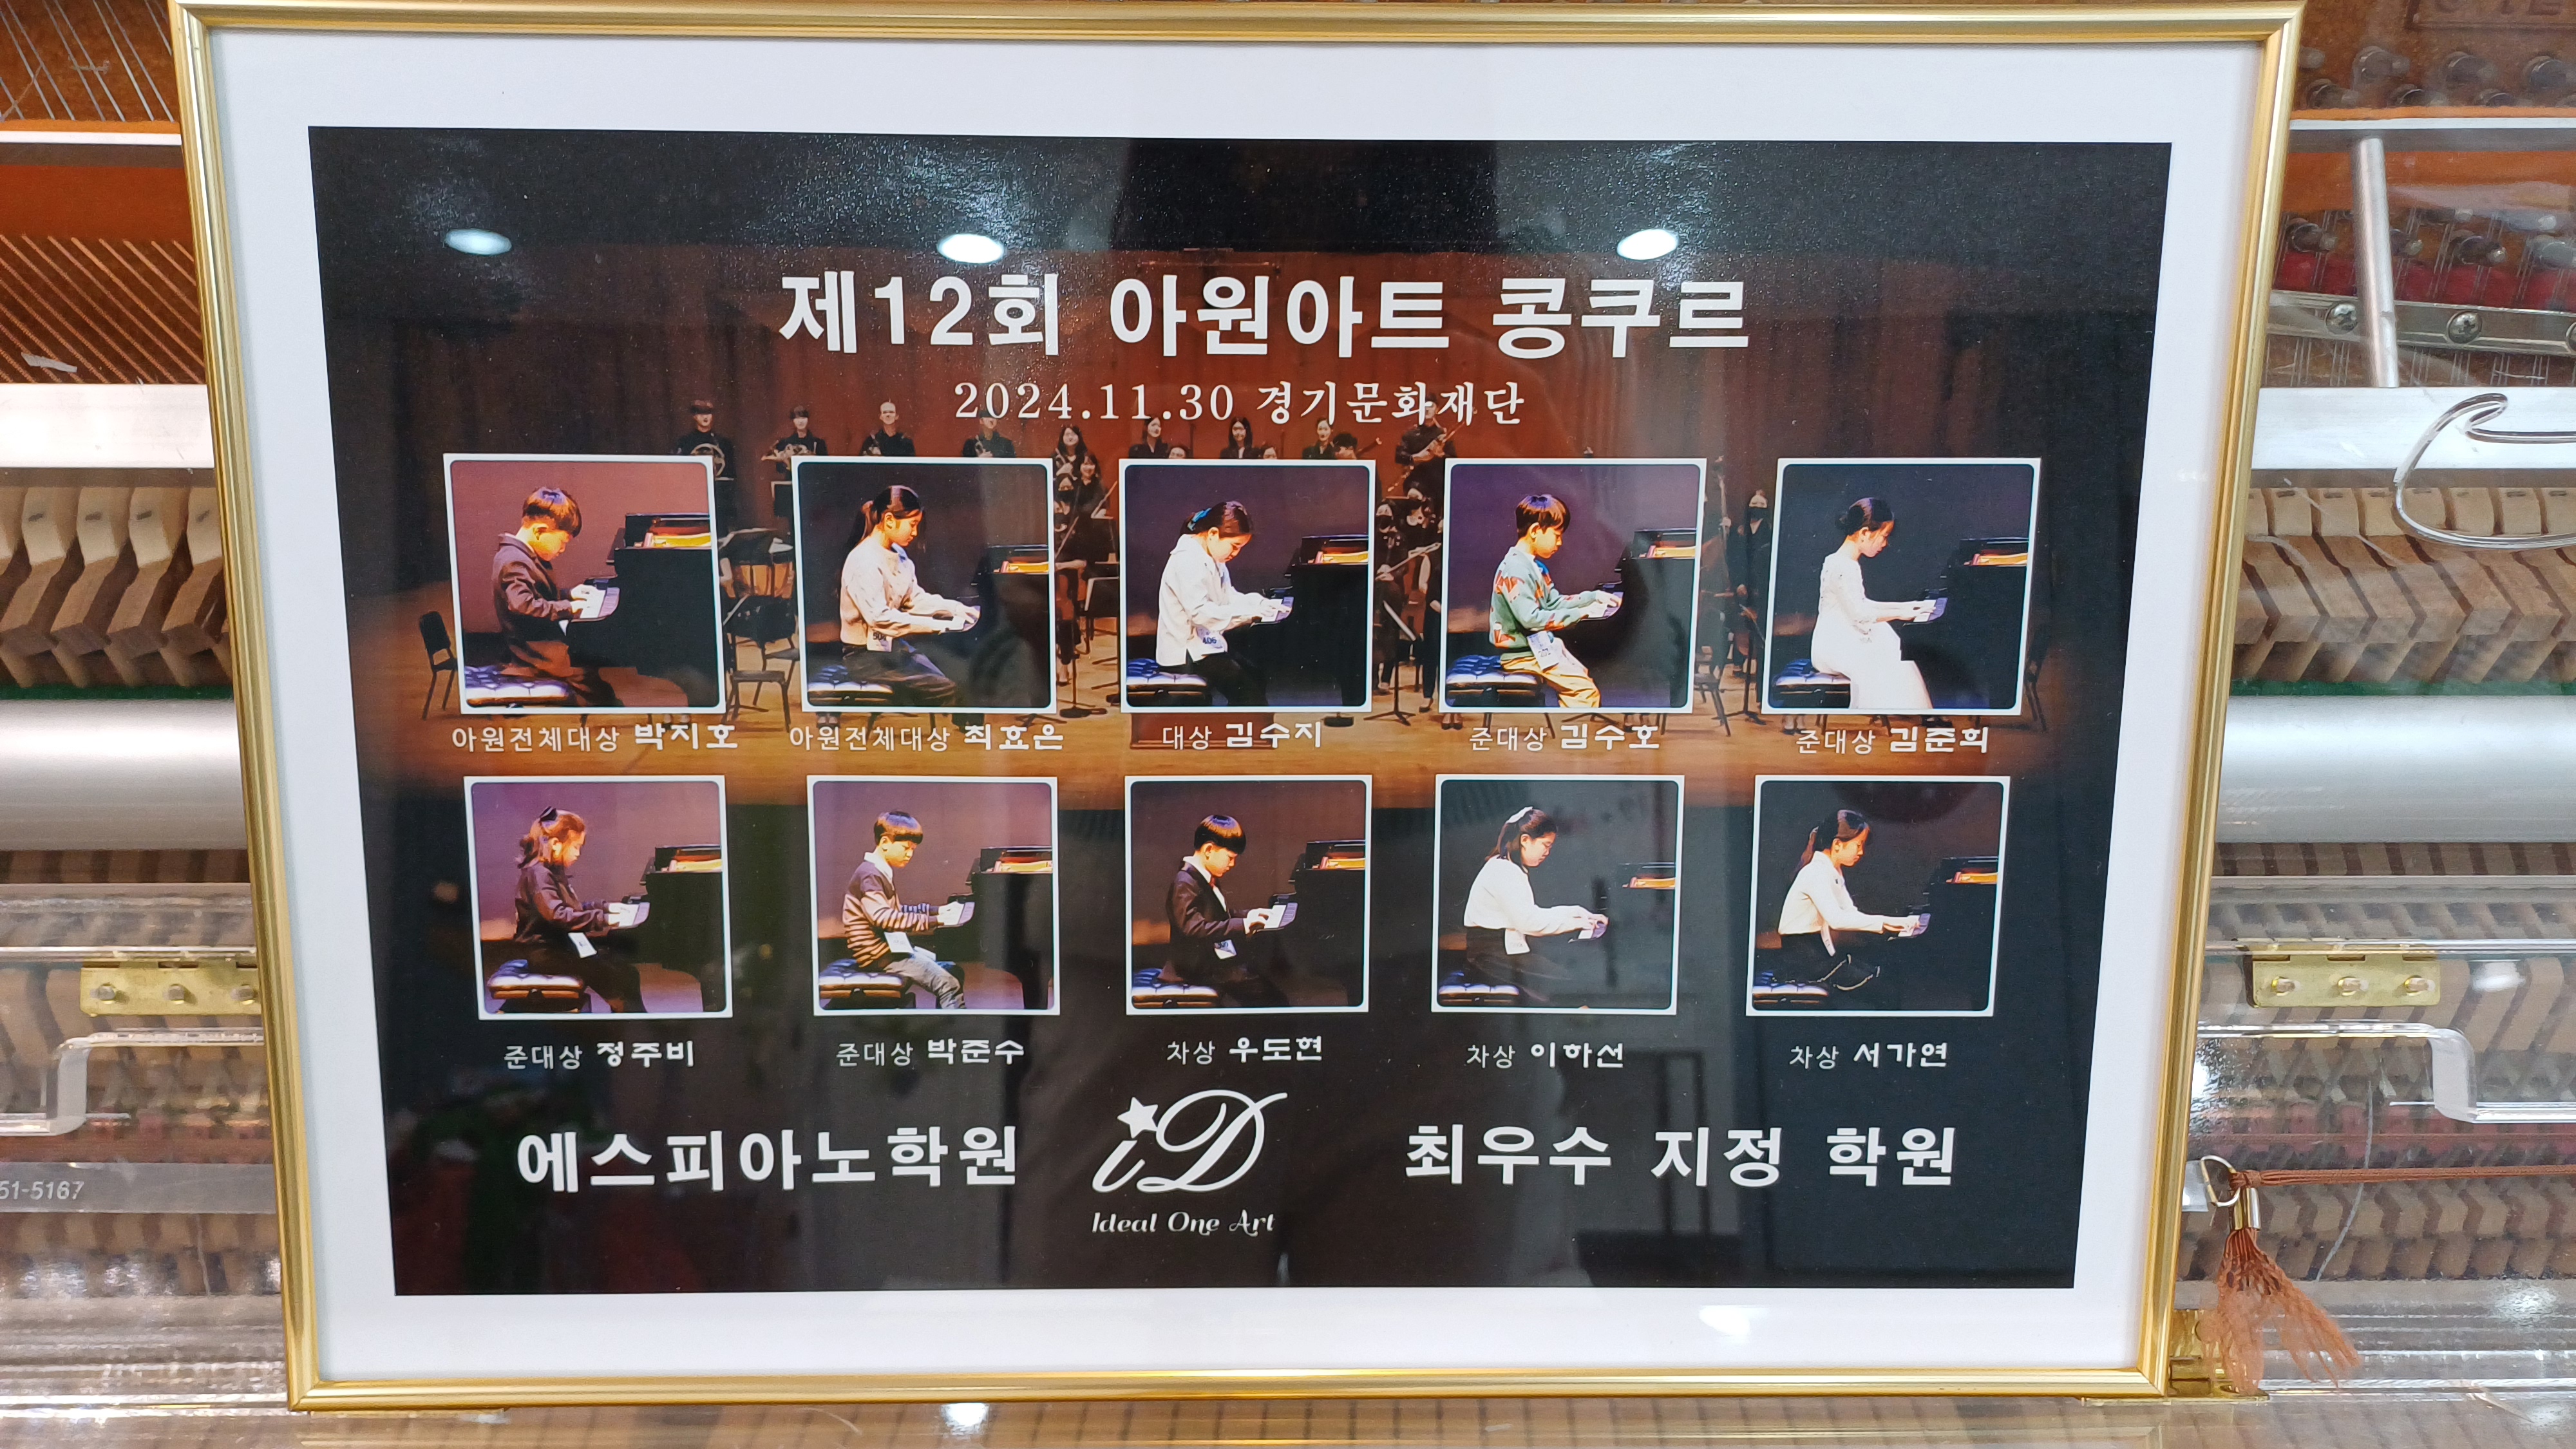 제12회 아원아트 콩쿠르
2024.11.30 경기문화재단
아원전체대상 박지호
아원전체대상 최효은
대상 김수지
준대상 김수호
준대상 김준희
준대상 정주비
준대상 박준수
차상 우도현
차상 이하선
차상 서가연
에스피아노학원
iD
Ideal One Art
최우수 지정 학원
51-5167